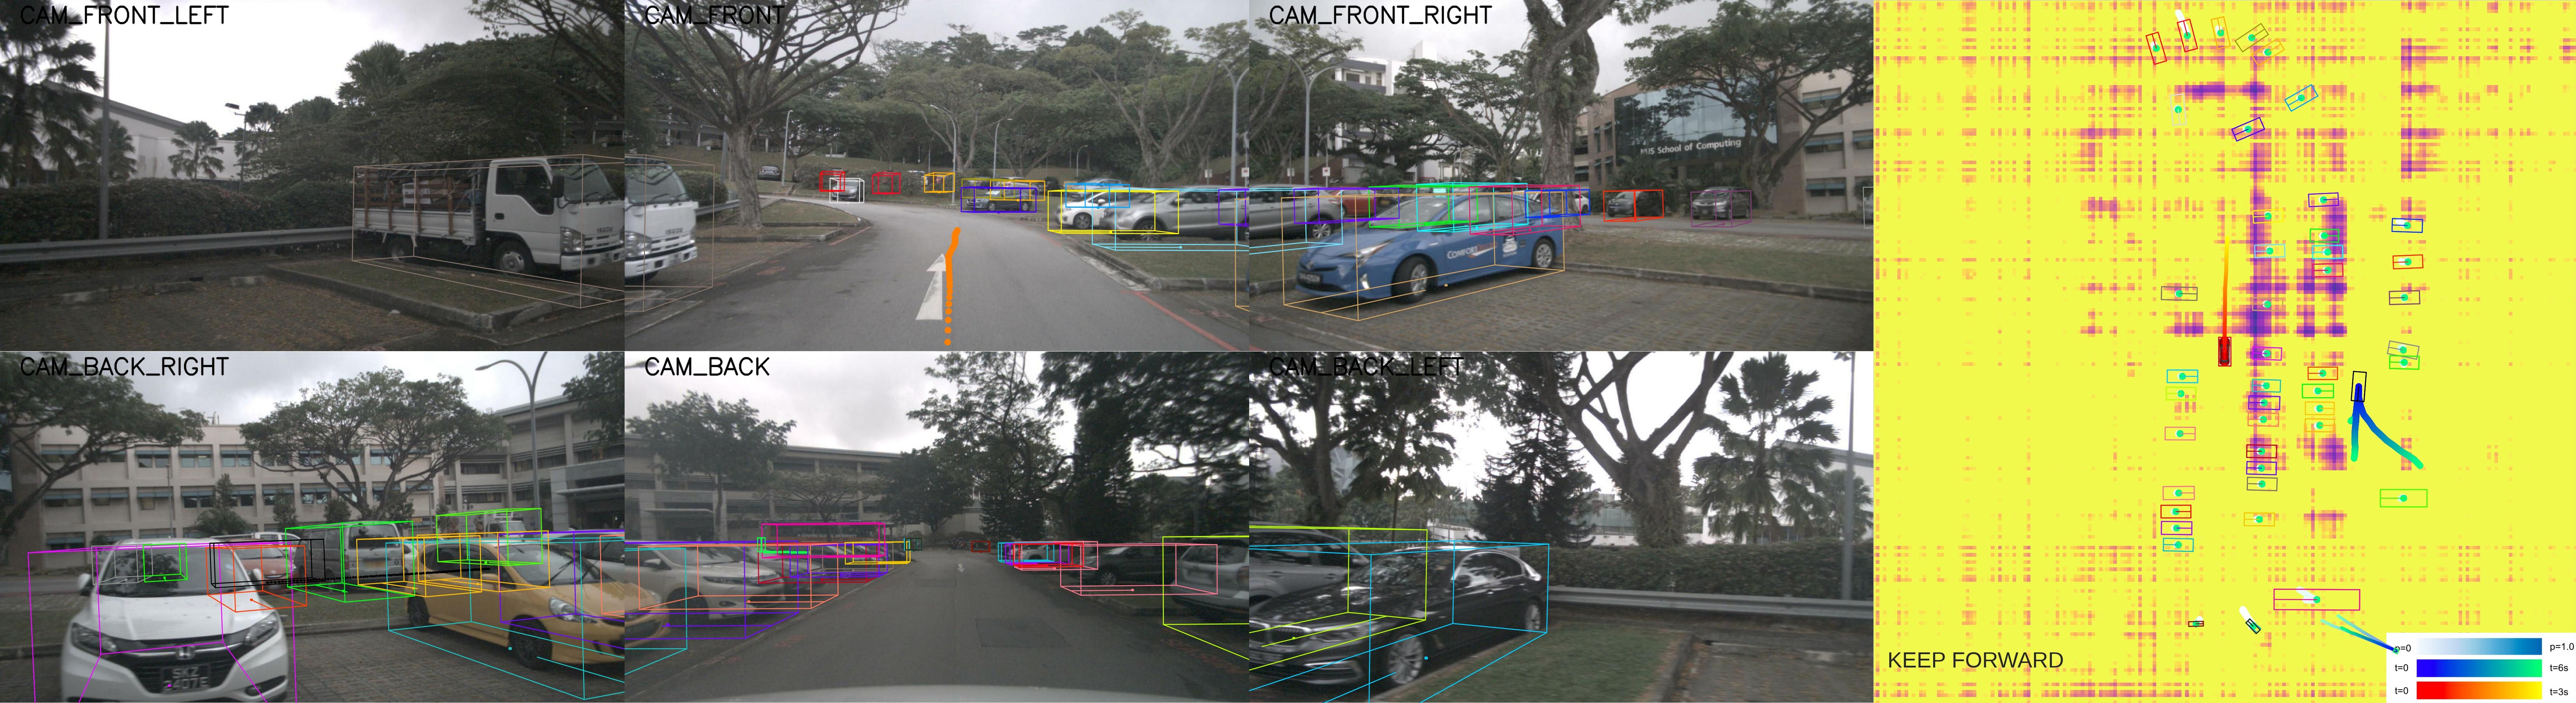 CAM_FRONT_LEFT
CAM_FRONT
CAM_FRONT_RIGHT
NUS School of Computing
COMFORT
CAM_BACK_RIGHT
CAM_BACK
CAM_BACK_LEFT
KEEP FORWARD
p=0
p=1.0
t=0
t=6s
t=0
t=3s